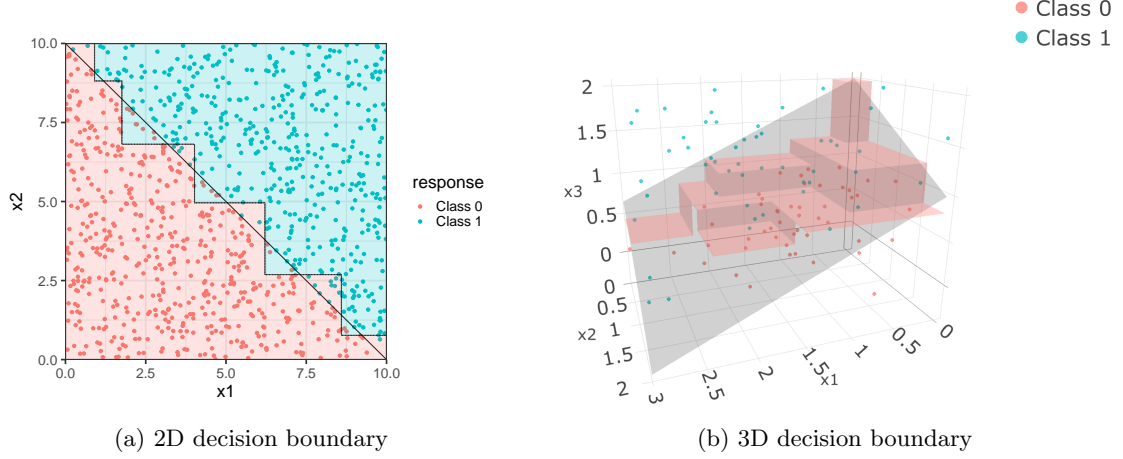 Class 0
Class 1
10.0
7.5
5.0
2.5
0.0
x2
0.0
2.5
5.0
7.5
10.0
x1
response
Class 0
Class 1
2
1.5
1
0.5
0
x3
0
0.5
1
1.5
2
x2
3
2.5
2
1.5
1
0.5
0
x1
(a) 2D decision boundary
(b) 3D decision boundary